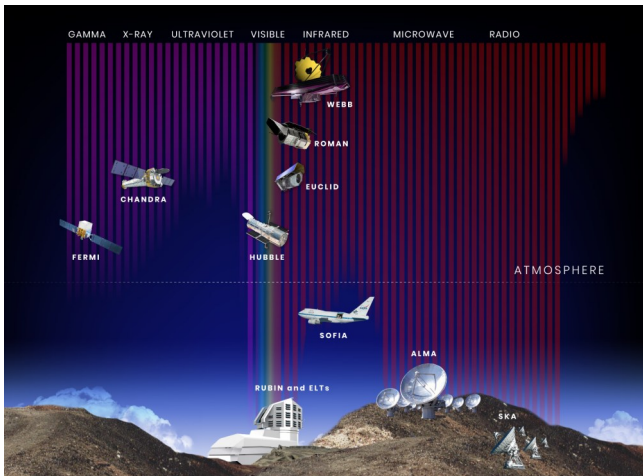 GAMMA X-RAY ULTRAVIOLET VISIBLE INFRARED MICROWAVE RADIO
WEBB
ROMAN
EUCLID
CHANDRA
FERMI
HUBBLE
ATMOSPHERE
SOFIA
ALMA
RUBIN and ELTs
SKA